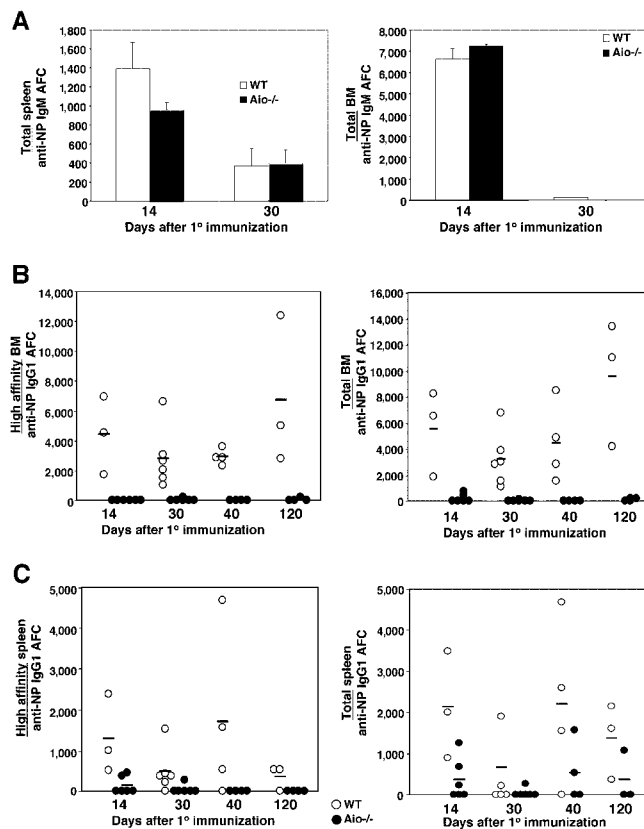 A
Total spleen
anti-NP IgM AFC
1,800
1,600
1,400
1,200
1,000
800
600
400
200
0
WT
Aio-/-
14
30
Days after 1º immunization
Total BM
anti-NP IgM AFC
8,000
7,000
6,000
5,000
4,000
3,000
2,000
1,000
0
WT
Aio-/-
14
30
Days after 1º immunization
B
High affinity BM
anti-NP IgG1 AFC
14,000
12,000
10,000
8,000
6,000
4,000
2,000
0
14
30
40
120
Days after 1º immunization
Total BM
anti-NP IgG1 AFC
16,000
14,000
12,000
10,000
8,000
6,000
4,000
2,000
0
14
30
40
120
Days after 1º immunization
C
High affinity spleen
anti-NP IgG1 AFC
5,000
4,000
3,000
2,000
1,000
0
14
30
40
120
Days after 1º immunization
WT
Aio-/-
Total spleen
anti-NP IgG1 AFC
5,000
4,000
3,000
2,000
1,000
0
14
30
40
120
Days after 1º immunization